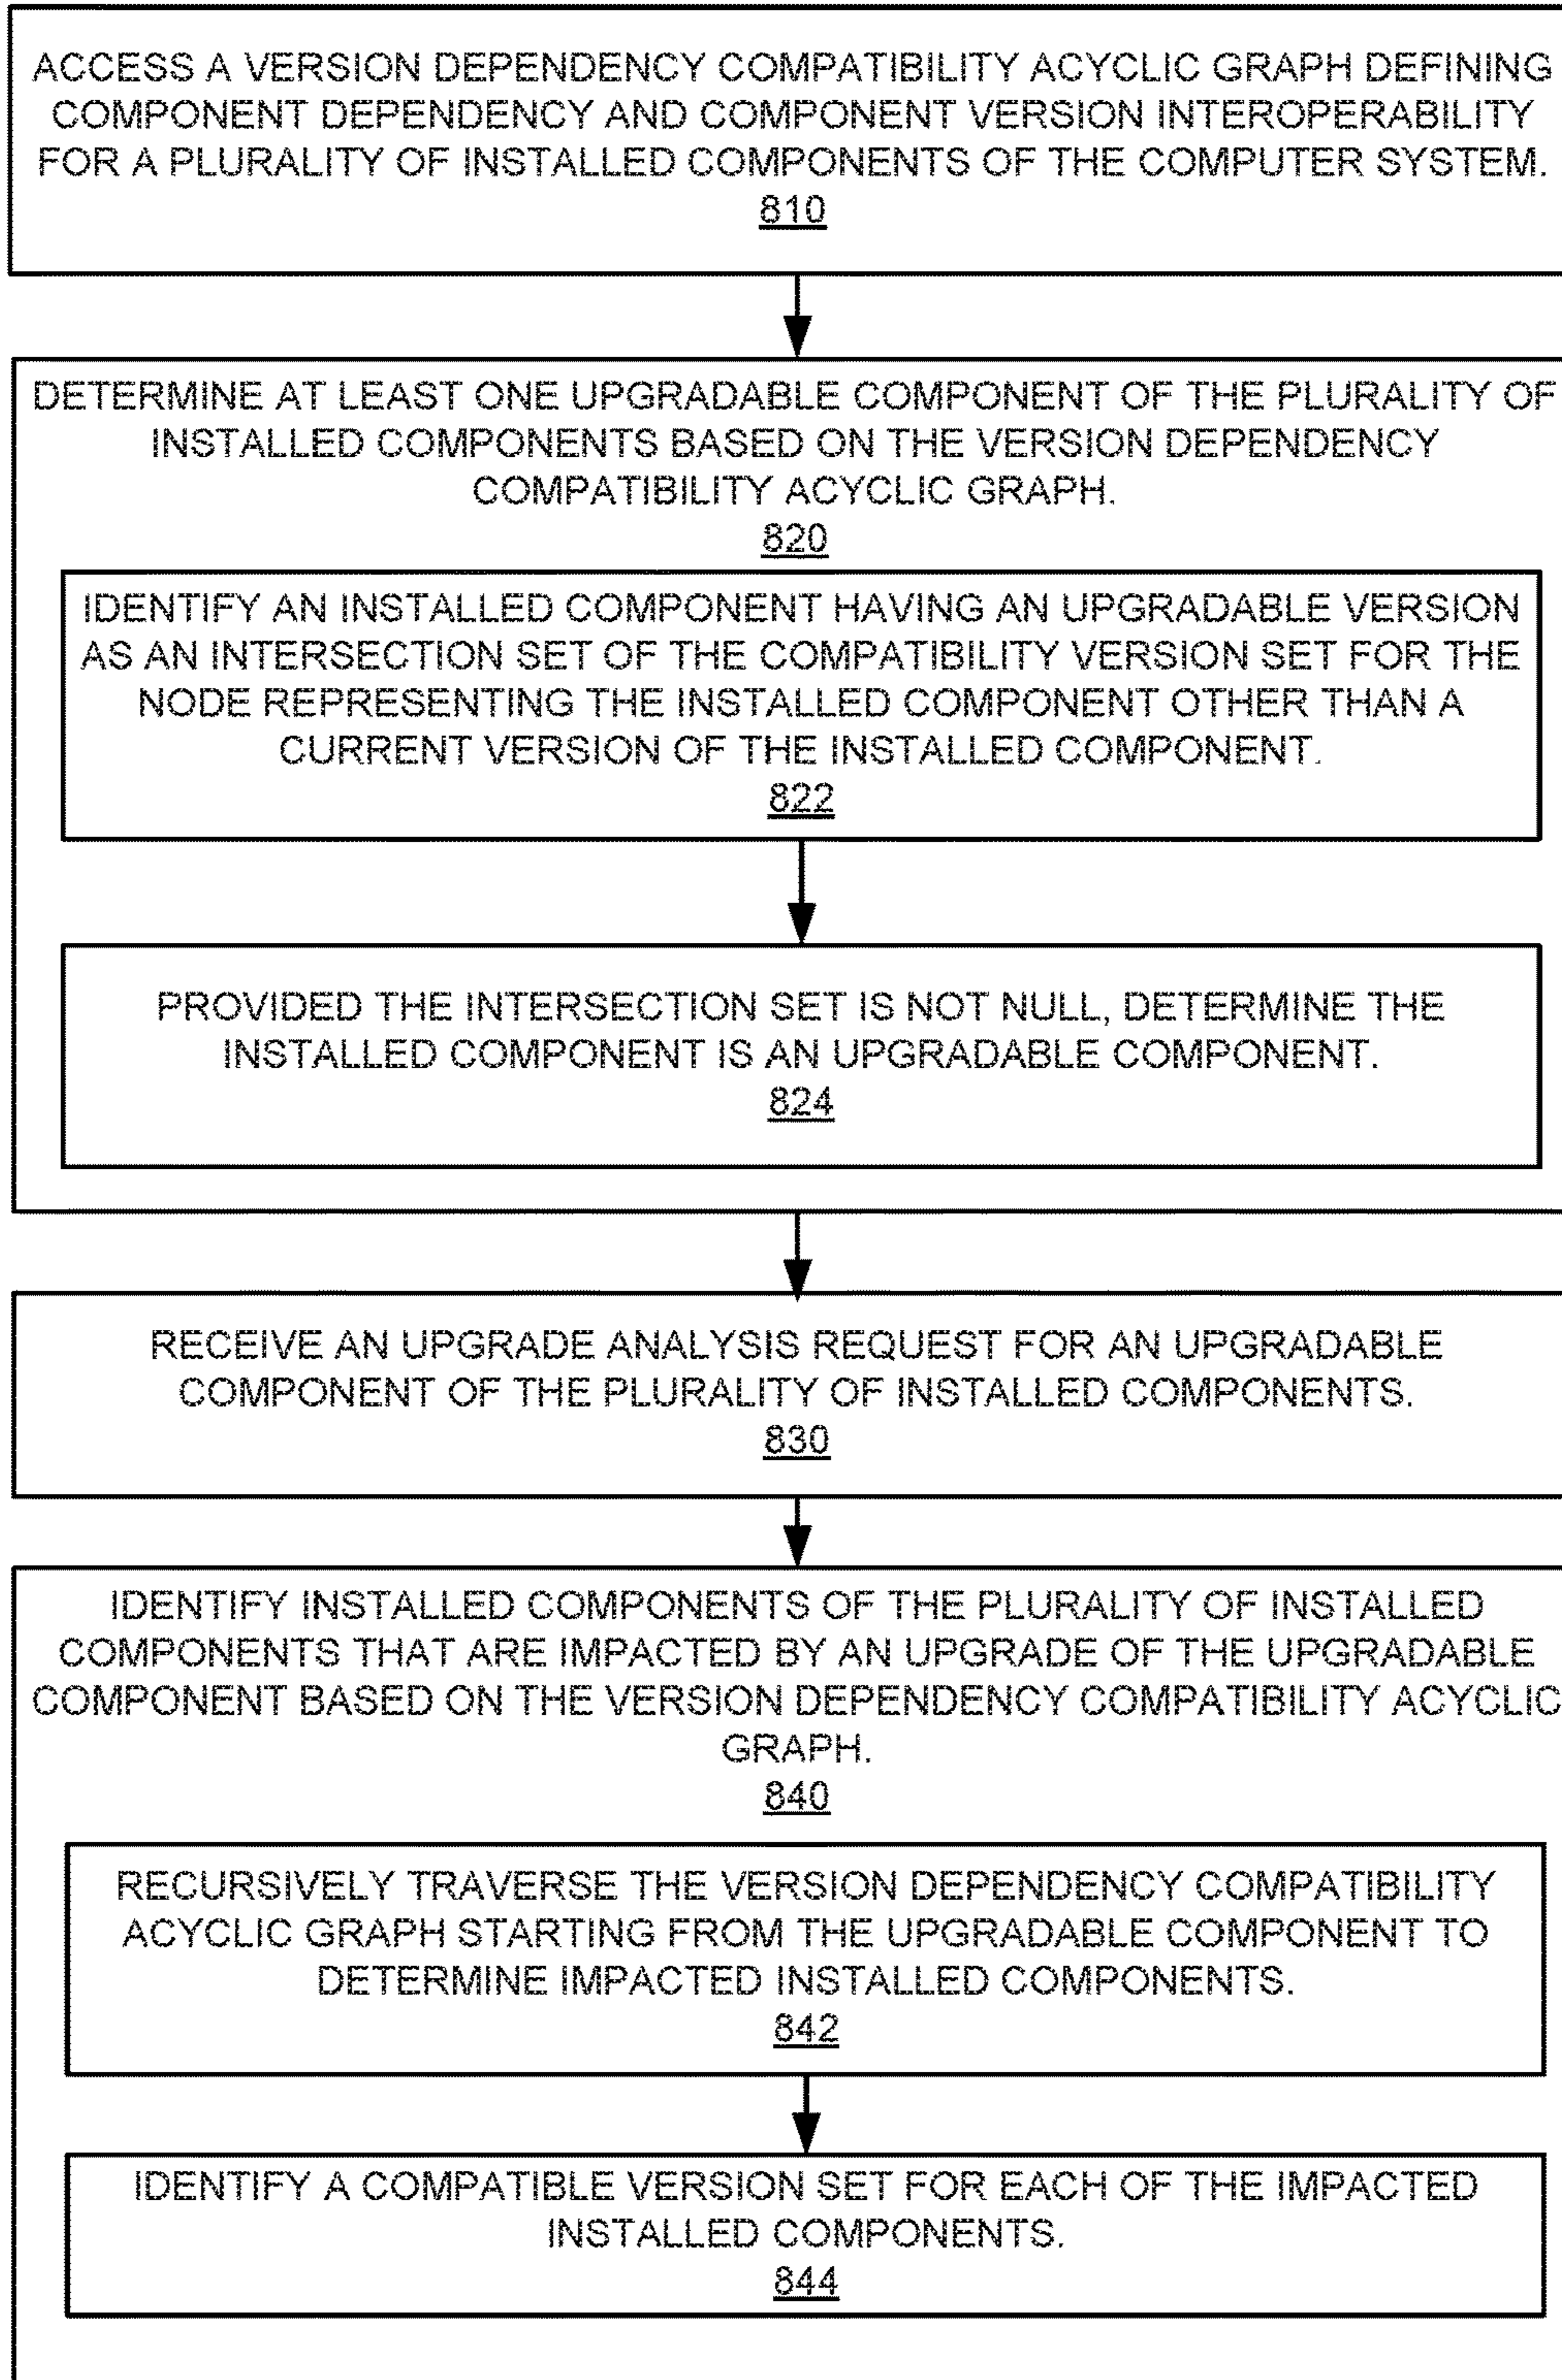 ACCESS A VERSION DEPENDENCY COMPATIBILITY ACYCLIC GRAPH DEFINING
COMPONENT DEPENDENCY AND COMPONENT VERSION INTEROPERABILITY
FOR A PLURALITY OF INSTALLED COMPONENTS OF THE COMPUTER SYSTEM.
810
DETERMINE AT LEAST ONE UPGRADABLE COMPONENT OF THE PLURALITY OF
INSTALLED COMPONENTS BASED ON THE VERSION DEPENDENCY
COMPATIBILITY ACYCLIC GRAPH.
820
IDENTIFY AN INSTALLED COMPONENT HAVING AN UPGRADABLE VERSION
AS AN INTERSECTION SET OF THE COMPATIBILITY VERSION SET FOR THE
NODE REPRESENTING THE INSTALLED COMPONENT OTHER THAN A
CURRENT VERSION OF THE INSTALLED COMPONENT.
822
PROVIDED THE INTERSECTION SET IS NOT NULL, DETERMINE THE
INSTALLED COMPONENT IS AN UPGRADABLE COMPONENT.
824
RECEIVE AN UPGRADE ANALYSIS REQUEST FOR AN UPGRADABLE
COMPONENT OF THE PLURALITY OF INSTALLED COMPONENTS.
830
IDENTIFY INSTALLED COMPONENTS OF THE PLURALITY OF INSTALLED
COMPONENTS THAT ARE IMPACTED BY AN UPGRADE OF THE UPGRADABLE
COMPONENT BASED ON THE VERSION DEPENDENCY COMPATIBILITY ACYCLIC
GRAPH.
840
RECURSIVELY TRAVERSE THE VERSION DEPENDENCY COMPATIBILITY
ACYCLIC GRAPH STARTING FROM THE UPGRADABLE COMPONENT TO
DETERMINE IMPACTED INSTALLED COMPONENTS.
842
IDENTIFY A COMPATIBLE VERSION SET FOR EACH OF THE IMPACTED
INSTALLED COMPONENTS.
844